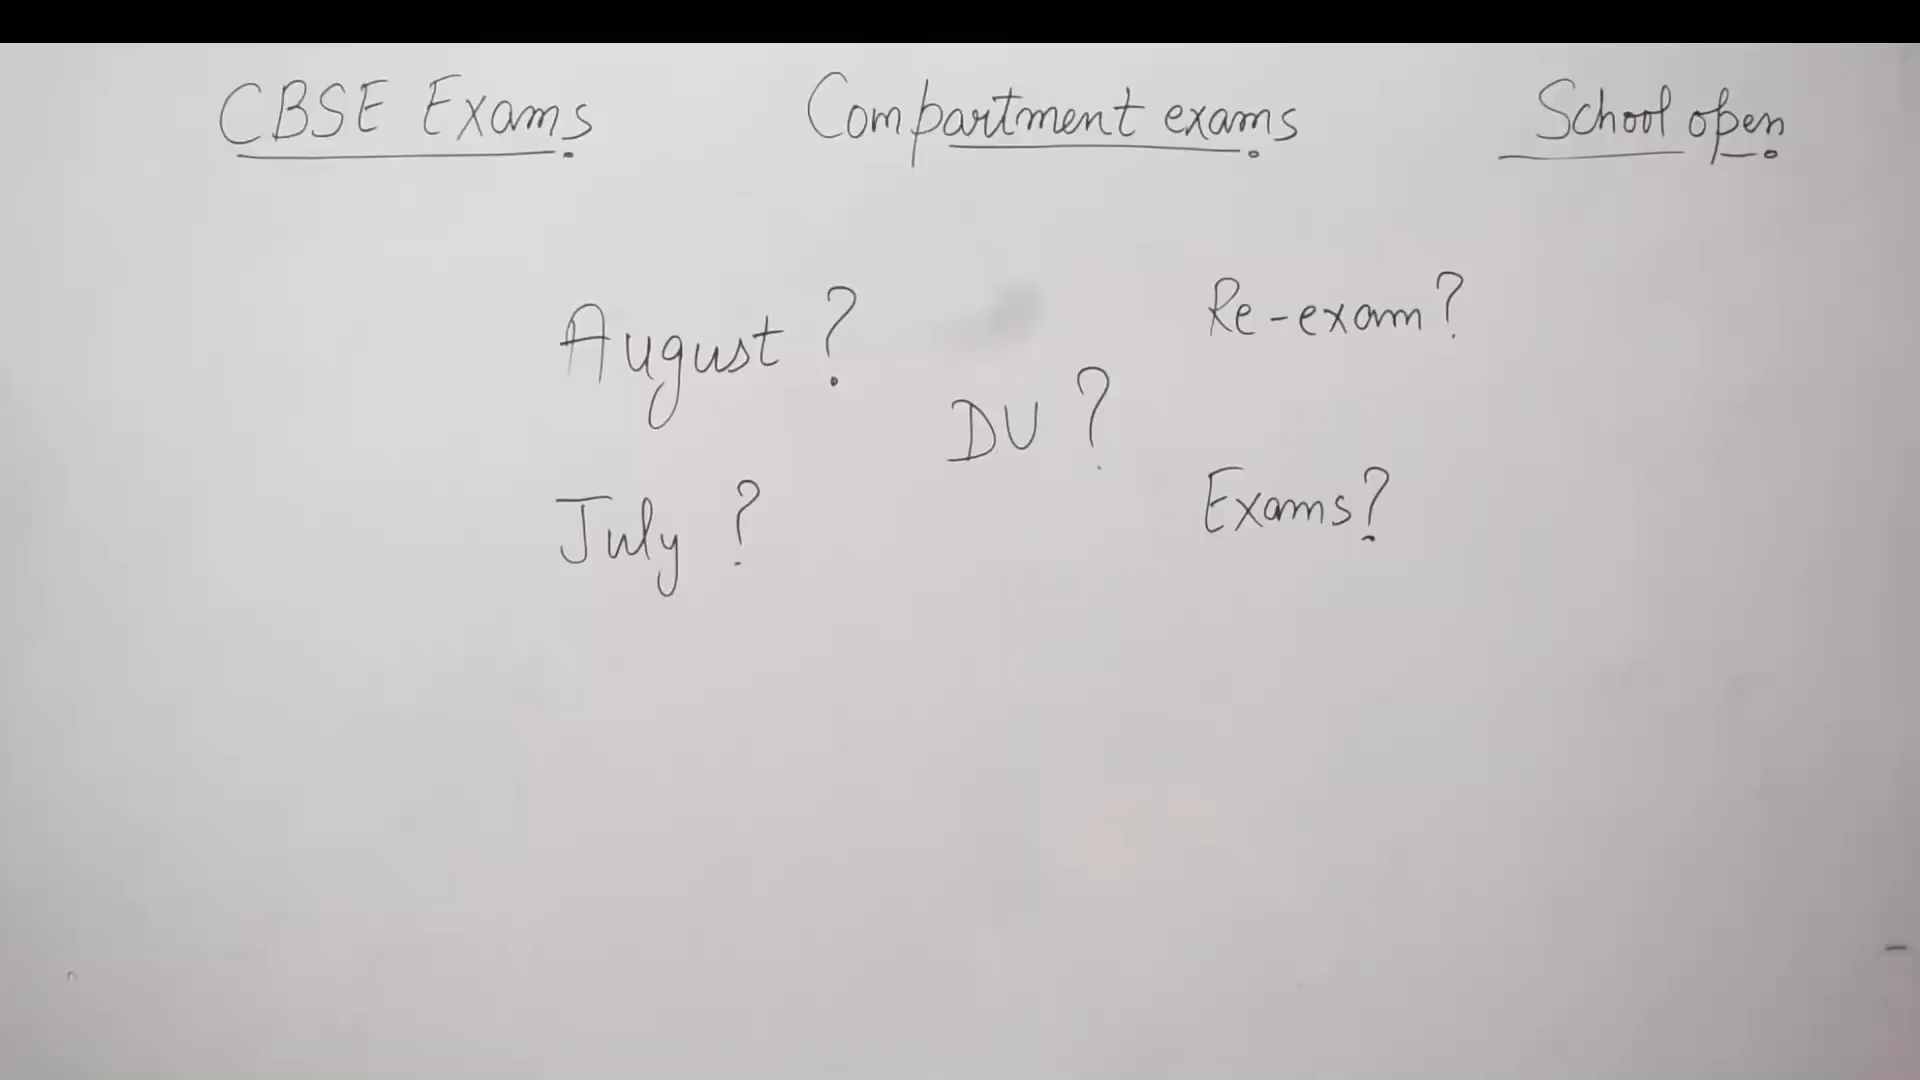 CBSE Exams Compartment exams School open
August ? Re-exam?
DU ?
July ? Exams?